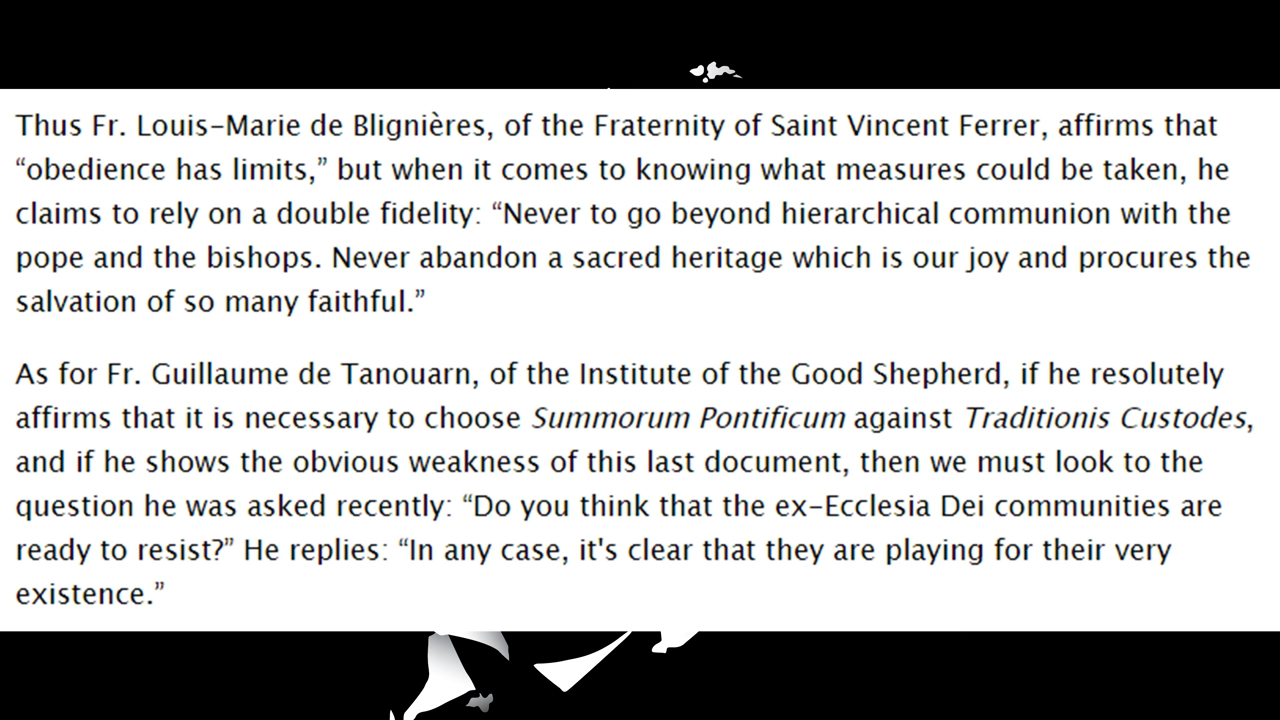 Thus Fr. Louis-Marie de Blignières, of the Fraternity of Saint Vincent Ferrer, affirms that
“obedience has limits,” but when it comes to knowing what measures could be taken, he
claims to rely on a double fidelity: “Never to go beyond hierarchical communion with the
pope and the bishops. Never abandon a sacred heritage which is our joy and procures the
salvation of so many faithful.”
As for Fr. Guillaume de Tanouarn, of the Institute of the Good Shepherd, if he resolutely
affirms that it is necessary to choose Summorum Pontificum against Traditionis Custodes,
and if he shows the obvious weakness of this last document, then we must look to the
question he was asked recently: “Do you think that the ex-Ecclesia Dei communities are
ready to resist?” He replies: “In any case, it's clear that they are playing for their very
existence.”